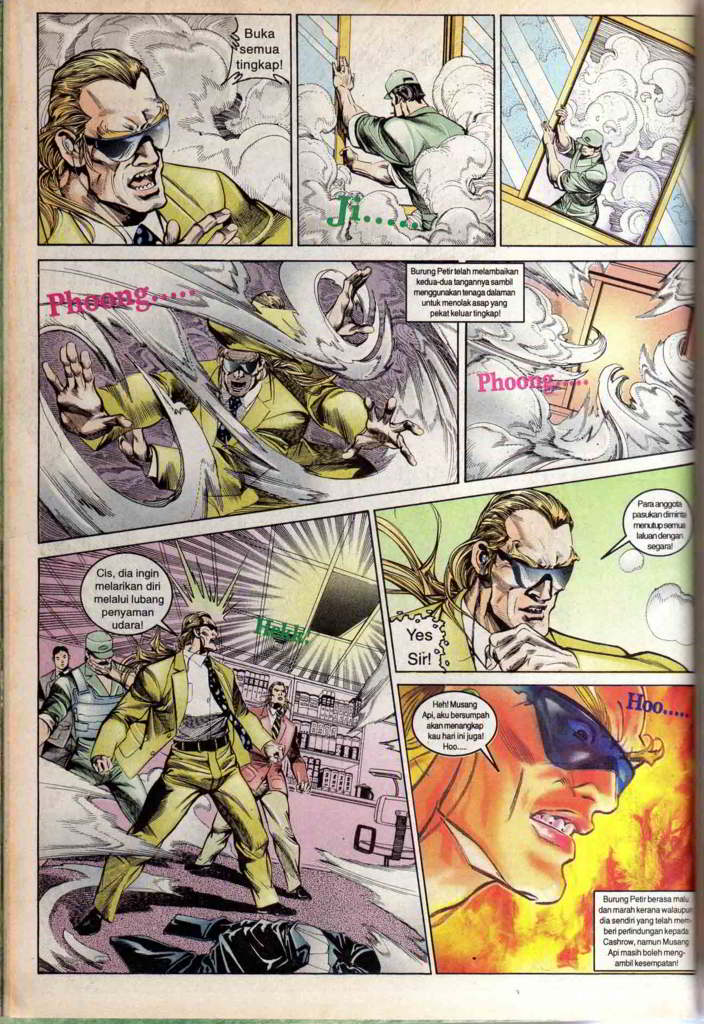 Buka
semua
tingkap!
Ji......
Phoong.....
Burung Petir telah melambaikan
kedua-dua tangannya sambil
menggunakan tenaga dalaman
untuk menolak asap yang
pekat keluar tingkap!
Phoong.....
Cis, dia ingin
melarikan diri
melalui lubang
penyaman
udara!
Hekk!
Para anggota
pasukan diminta
menutup semua
laluan dengan
segara!
Yes
Sir!
Heh! Musang
Api, aku bersumpah
akan menangkap
kau hari ini
juga!
Hoo....
Hoo.....
Burung Petir berasa malu
dan marah kerana walaupun
dia sendiri yang telah mem-
beri perlindungan kepada
Cashrow, namun Musang
Api masih boleh meng-
ambil kesempatan!